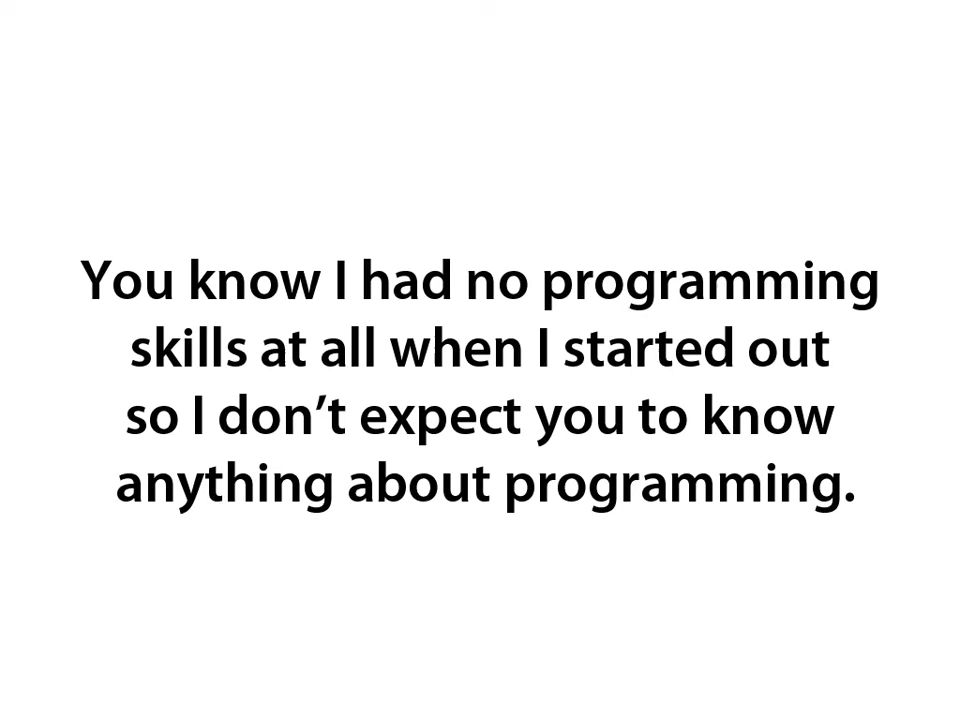 You know I had no programming
skills at all when I started out
so I don’t expect you to know
anything about programming.